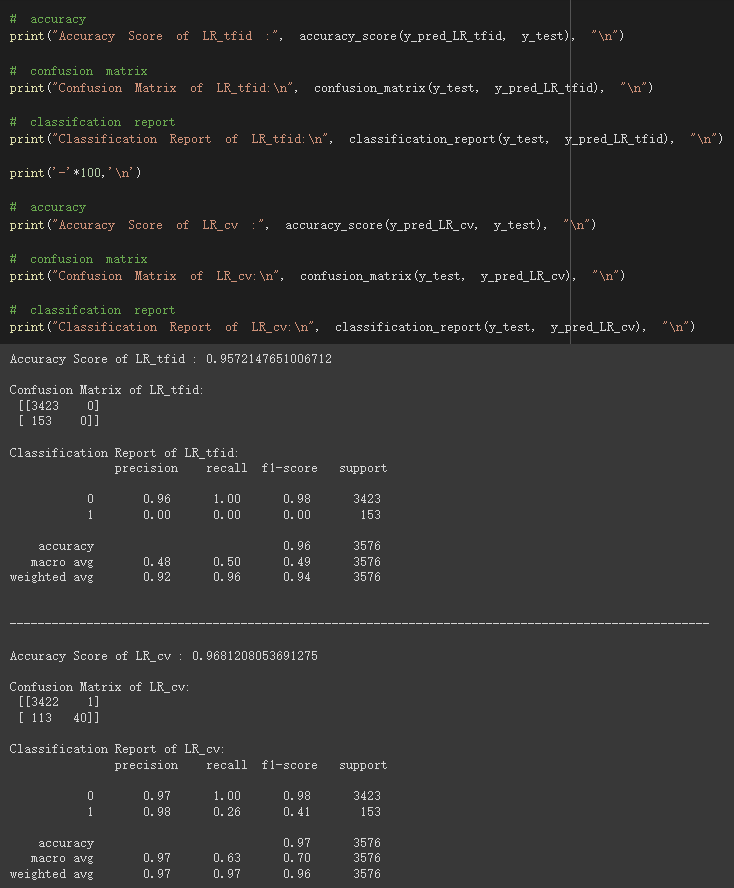 # accuracy
print("Accuracy Score of LR_tfid :", accuracy_score(y_pred_LR_tfid, y_test), "\n")
# confusion matrix
print("Confusion Matrix of LR_tfid:\n", confusion_matrix(y_test, y_pred_LR_tfid), "\n")
# classifcation report
print("Classification Report of LR_tfid:\n", classification_report(y_test, y_pred_LR_tfid), "\n")
print('-'*100,'\n')
# accuracy
print("Accuracy Score of LR_cv :", accuracy_score(y_pred_LR_cv, y_test), "\n")
# confusion matrix
print("Confusion Matrix of LR_cv:\n", confusion_matrix(y_test, y_pred_LR_cv), "\n")
# classifcation report
print("Classification Report of LR_cv:\n", classification_report(y_test, y_pred_LR_cv), "\n")
Accuracy Score of LR_tfid : 0.9572147651006712
Confusion Matrix of LR_tfid:
[[3423 0]
[ 153 0]]
Classification Report of LR_tfid:
precision recall f1-score support
0 0.96 1.00 0.98 3423
1 0.00 0.00 0.00 153
accuracy 0.96 3576
macro avg 0.48 0.50 0.49 3576
weighted avg 0.92 0.96 0.94 3576
----------------------------------------------------------------------------------------------------
Accuracy Score of LR_cv : 0.9681208053691275
Confusion Matrix of LR_cv:
[[3422 1]
[ 113 40]]
Classification Report of LR_cv:
precision recall f1-score support
0 0.97 1.00 0.98 3423
1 0.98 0.26 0.41 153
accuracy 0.97 3576
macro avg 0.97 0.63 0.70 3576
weighted avg 0.97 0.97 0.96 3576